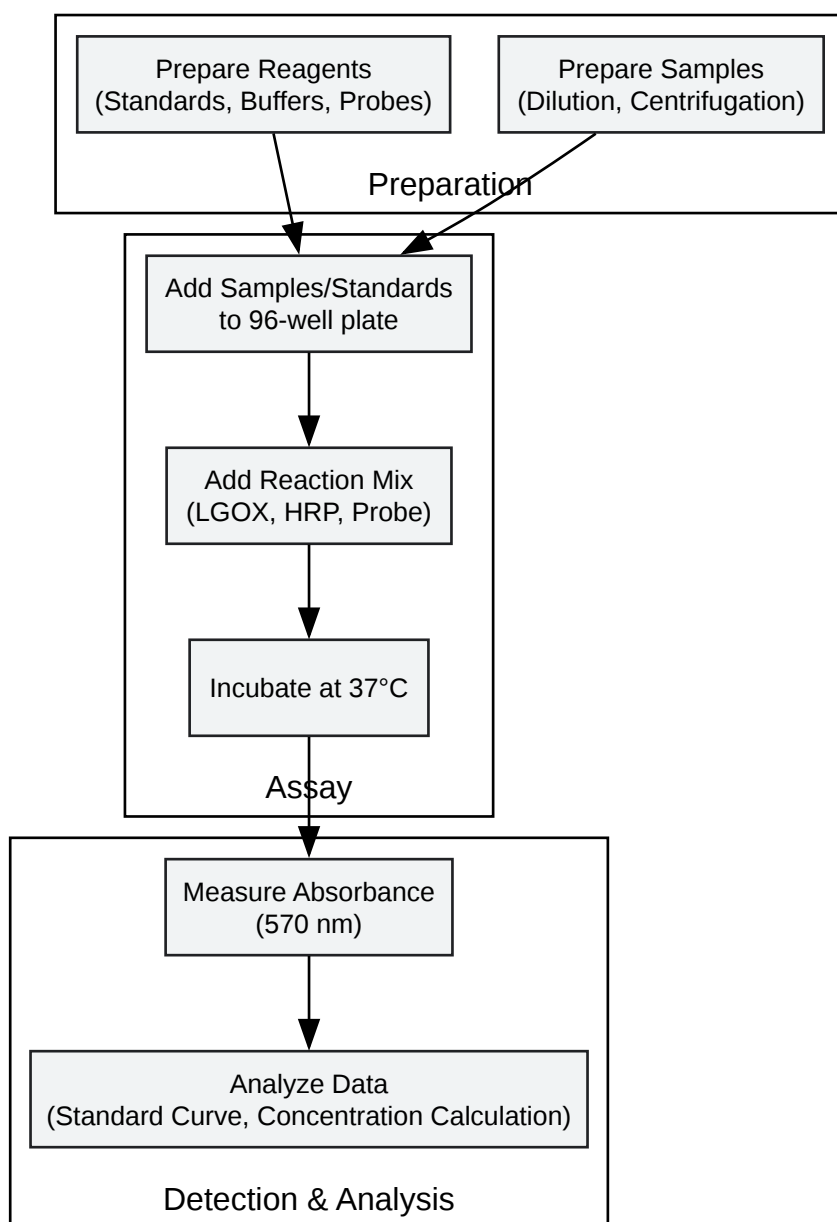 Prepare Reagents
(Standards, Buffers, Probes)
Prepare Samples
(Dilution, Centrifugation)
Preparation
Add Samples/Standards
to 96-well plate
Add Reaction Mix
(LGOX, HRP, Probe)
Incubate at 37°C
Assay
Measure Absorbance
(570 nm)
Analyze Data
(Standard Curve, Concentration Calculation)
Detection & Analysis